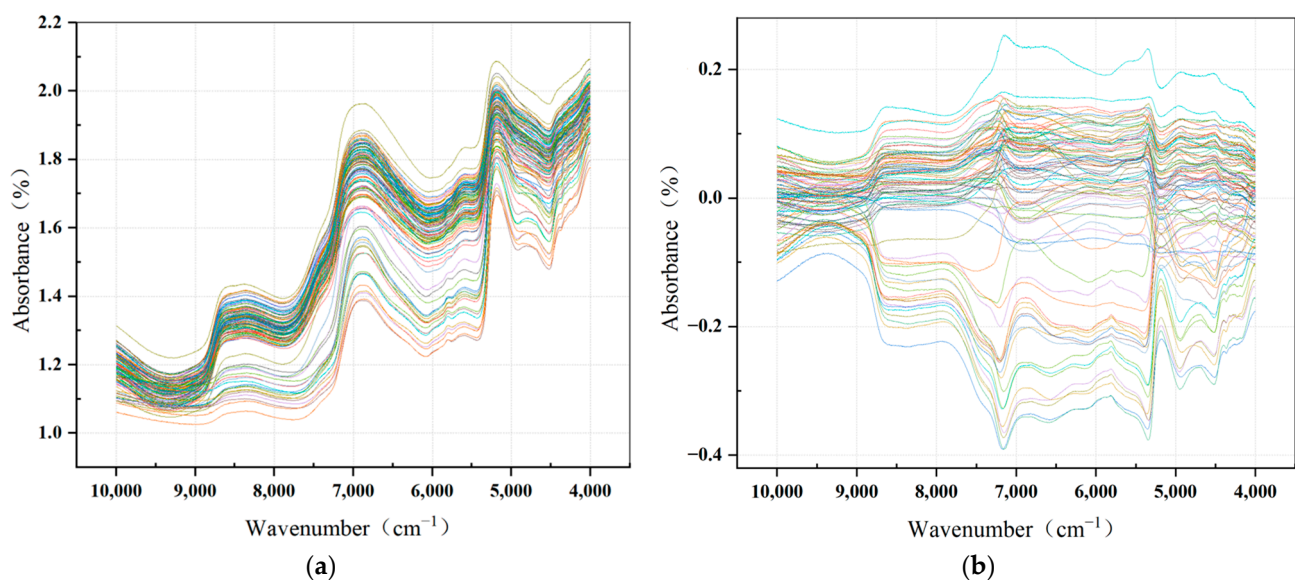 2.2
2.0
1.8
1.6
1.4
1.2
1.0
Absorbance (%)
10,000 9,000 8,000 7,000 6,000 5,000 4,000
Wavenumber（cm⁻¹）
(a)
0.2
0.0
−0.2
−0.4
Absorbance（%）
10,000 9,000 8,000 7,000 6,000 5,000 4,000
Wavenumber（cm⁻¹）
(b)